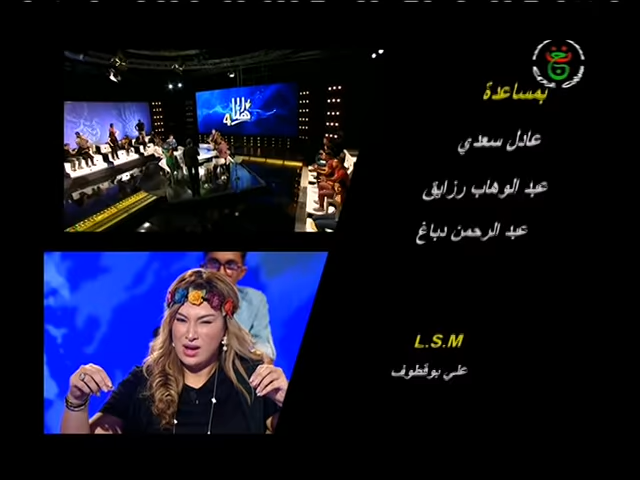 بمساعدة
عادل سعدي
عبد الوهاب رزايق
عبد الرحمن دباغ
L.S.M
علي بوقطوف